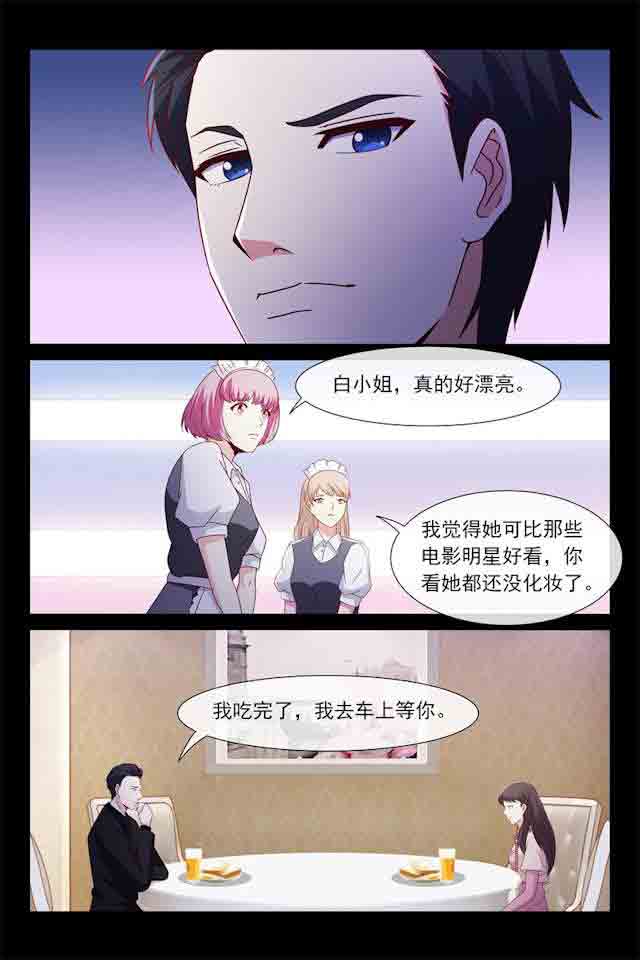 白小姐，真的好漂亮。
我觉得她可比那些
电影明星好看，你
看她都还没化妆了。
我吃完了，我去车上等你。